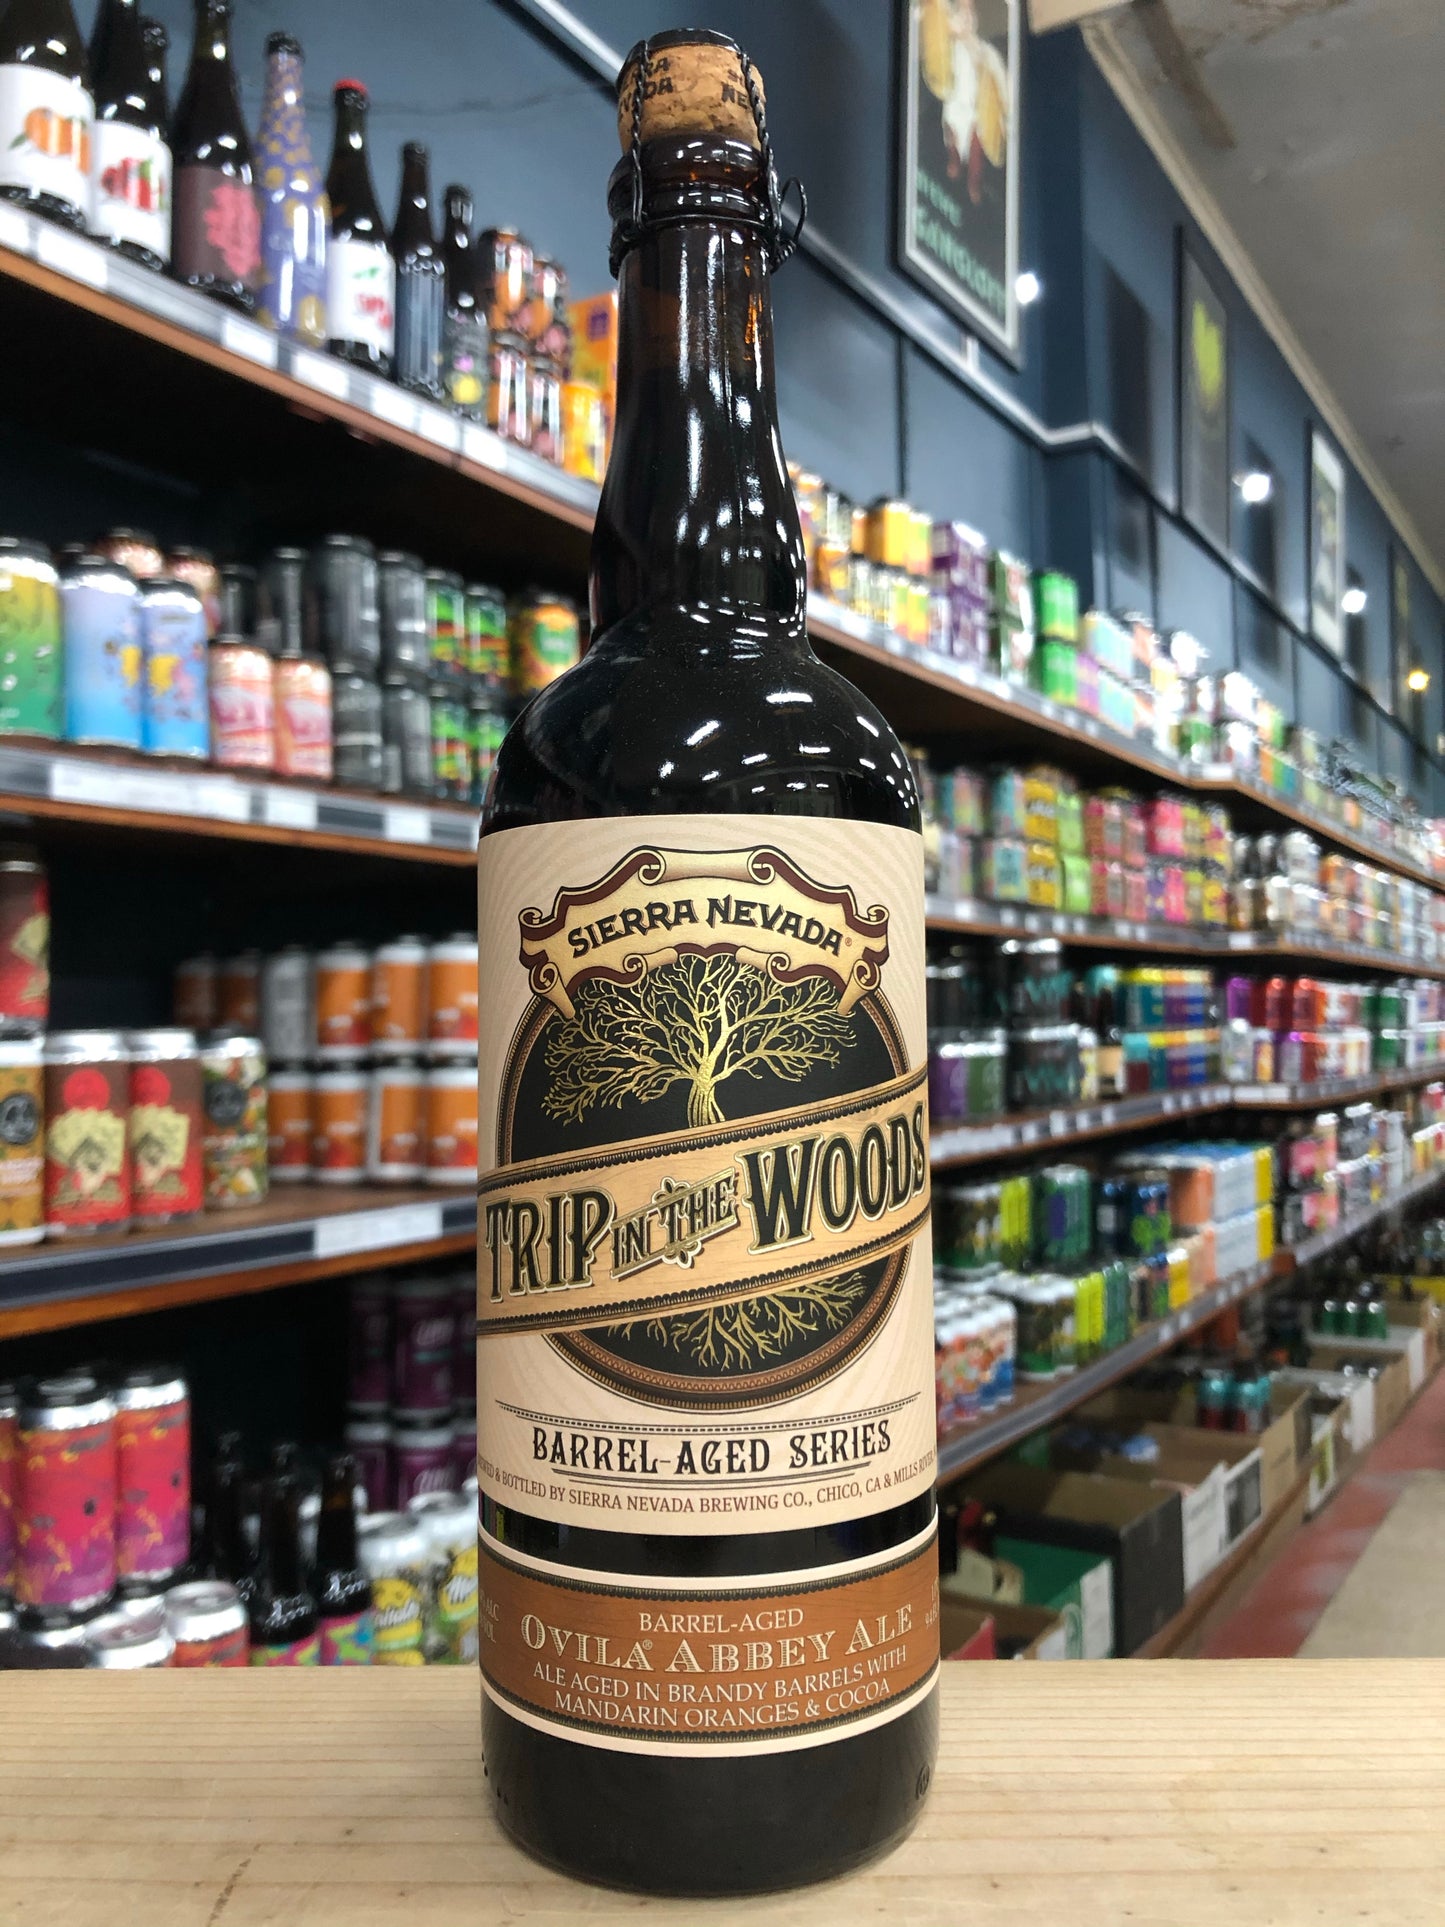 SIERRA NEVADA®
TRIP IN THE WOODS
BARREL-AGED SERIES
& BOTTLED BY SIERRA NEVADA BREWING CO., CHICO, CA & MILLS RIVER,
BARREL-AGED
OVILA® ABBEY ALE
ALE AGED IN BRANDY BARRELS WITH
MANDARIN ORANGES & COCOA